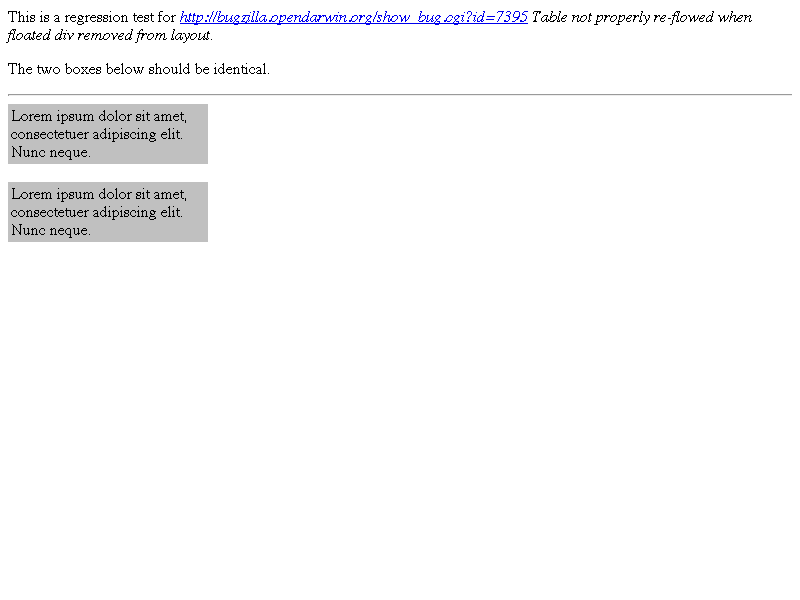 This is a regression test for http://bugzilla.opendarwin.org/show_bug.cgi?id=7395 Table not properly re-flowed when
floated div removed from layout.
The two boxes below should be identical.
Lorem ipsum dolor sit amet,
consectetuer adipiscing elit.
Nunc neque.
Lorem ipsum dolor sit amet,
consectetuer adipiscing elit.
Nunc neque.